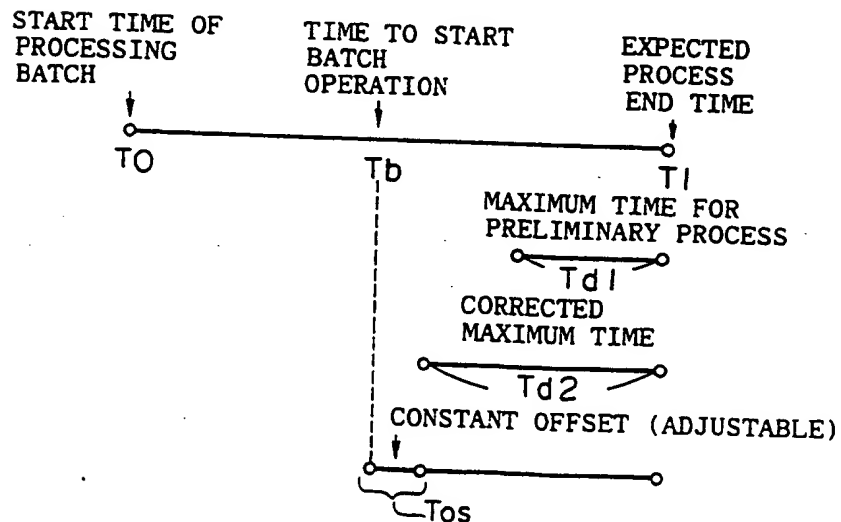 START TIME OF
PROCESSING
BATCH
TIME TO START
BATCH
OPERATION
EXPECTED
PROCESS
END TIME
T0
Tb
T1
MAXIMUM TIME FOR
PRELIMINARY PROCESS
Td1
CORRECTED
MAXIMUM TIME
Td2
CONSTANT OFFSET (ADJUSTABLE)
Tos